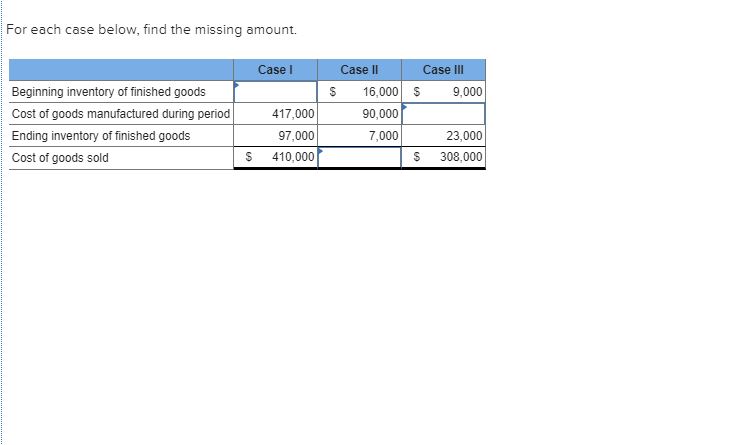 For each case below, find the missing amount.
Case I Case II Case III
Beginning inventory of finished goods $ 16,000 $ 9,000
Cost of goods manufactured during period 417,000 90,000
Ending inventory of finished goods 97,000 7,000 23,000
Cost of goods sold $ 410,000 $ 308,000